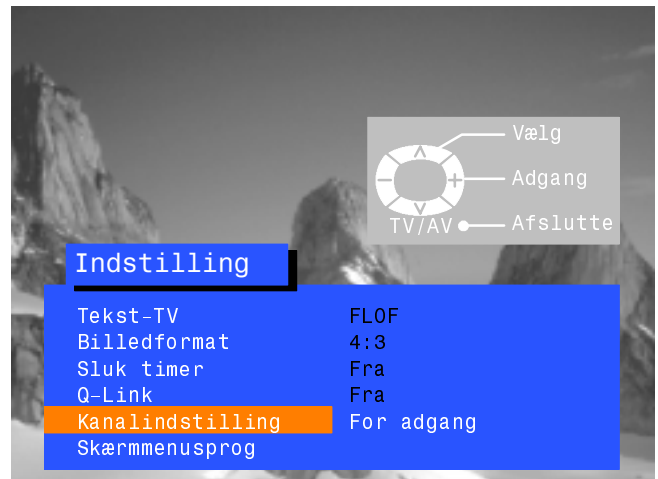 Vælg
Adgang
TV/AV Afslutte
Indstilling
Tekst-TV FLOF
Billedformat 4:3
Sluk timer Fra
Q-Link Fra
Kanalindstilling For adgang
Skærmmenusprog